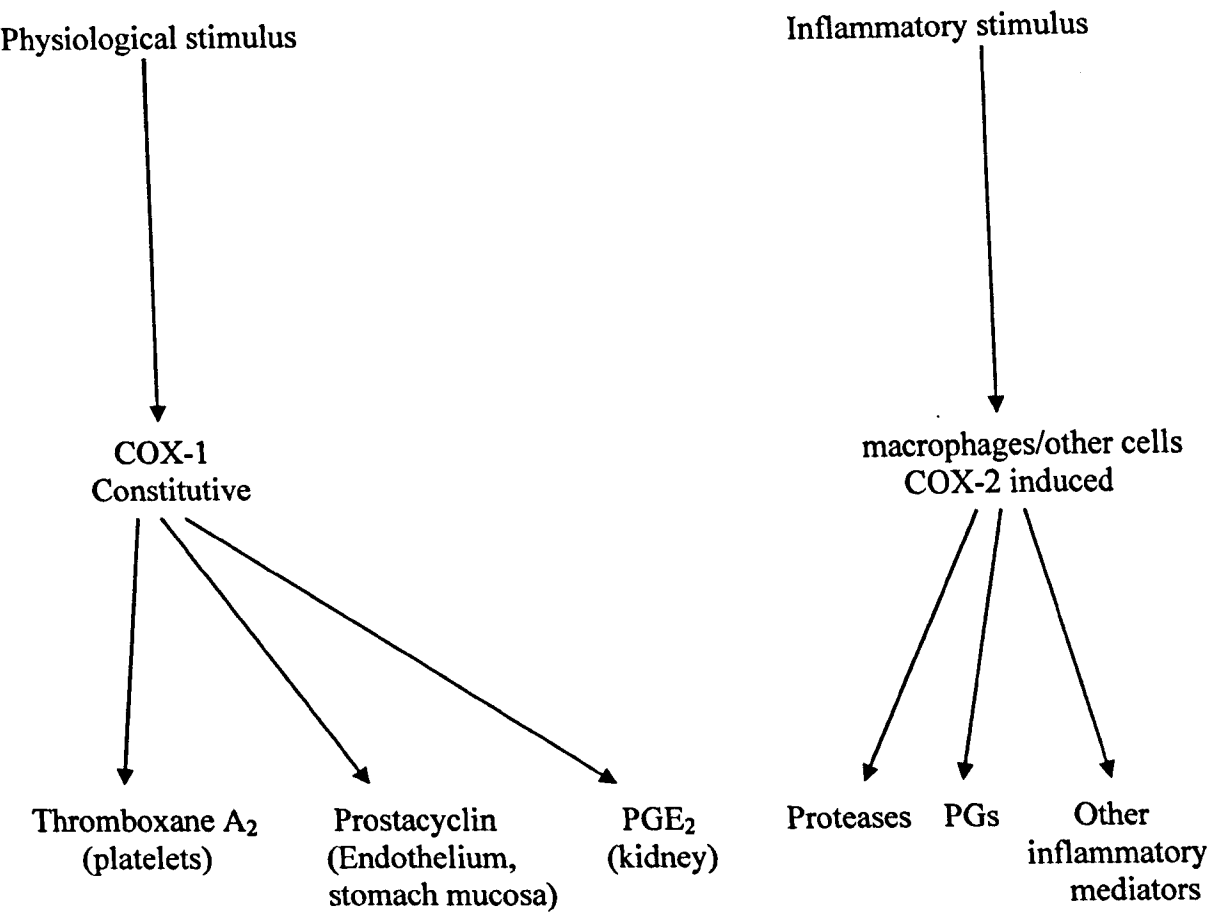 Physiological stimulus
Inflammatory stimulus
COX-1
Constitutive
macrophages/other cells
COX-2 induced
Thromboxane A₂
(platelets)
Prostacyclin
(Endothelium,
stomach mucosa)
PGE₂
(kidney)
Proteases
PGs
Other
inflammatory
mediators